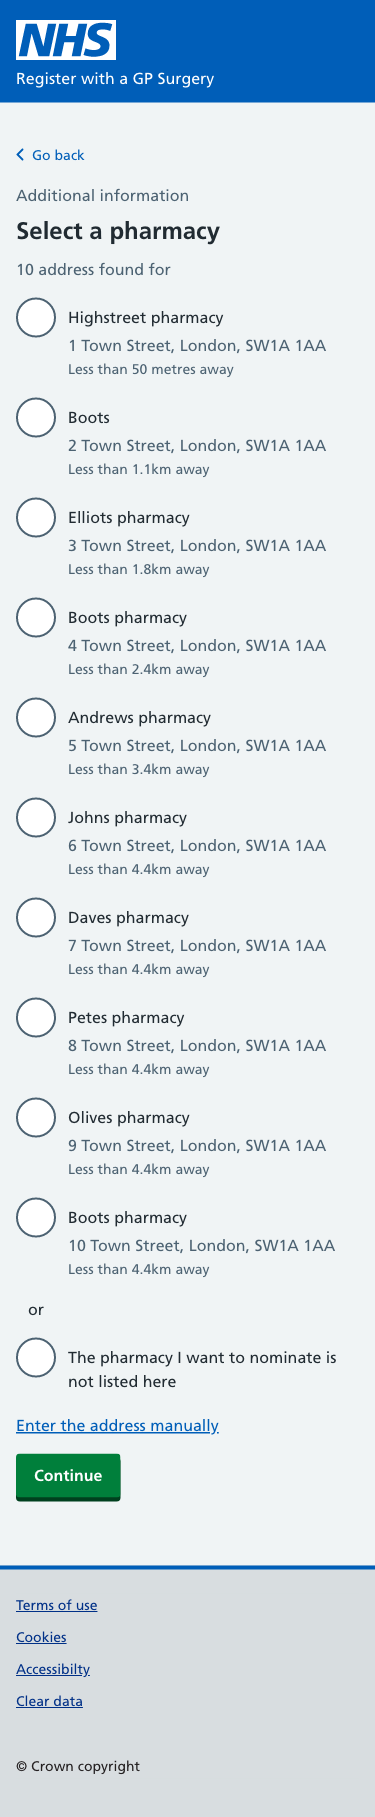 NHS
Register with a GP Surgery
Go back
Additional information
Select a pharmacy
10 address found for
Highstreet pharmacy
1 Town Street, London, SW1A 1AA
Less than 50 metres away
Boots
2 Town Street, London, SW1A 1AA
Less than 1.1km away
Elliots pharmacy
3 Town Street, London, SW1A 1AA
Less than 1.8km away
Boots pharmacy
4 Town Street, London, SW1A 1AA
Less than 2.4km away
Andrews pharmacy
5 Town Street, London, SW1A 1AA
Less than 3.4km away
Johns pharmacy
6 Town Street, London, SW1A 1AA
Less than 4.4km away
Daves pharmacy
7 Town Street, London, SW1A 1AA
Less than 4.4km away
Petes pharmacy
8 Town Street, London, SW1A 1AA
Less than 4.4km away
Olives pharmacy
9 Town Street, London, SW1A 1AA
Less than 4.4km away
Boots pharmacy
10 Town Street, London, SW1A 1AA
Less than 4.4km away
or
The pharmacy I want to nominate is
not listed here
Enter the address manually
Continue
Terms of use
Cookies
Accessibilty
Clear data
© Crown copyright